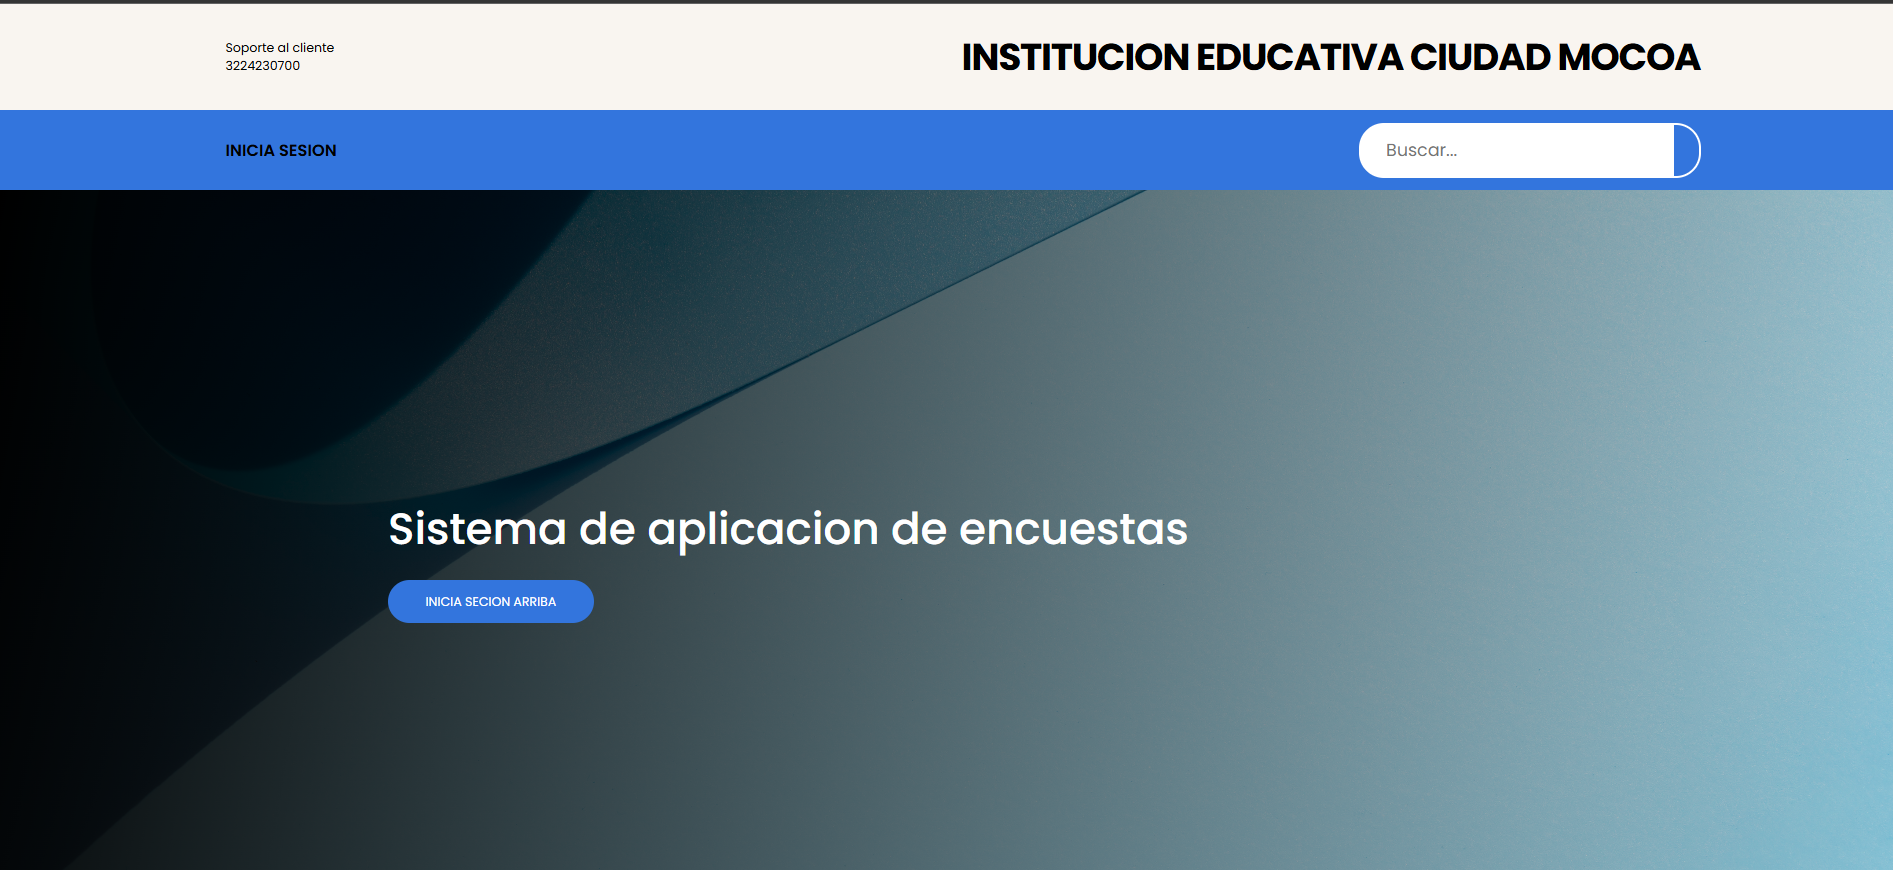 Soporte al cliente
3224230700
INSTITUCION EDUCATIVA CIUDAD MOCOA
INICIA SESION
Buscar...
Sistema de aplicacion de encuestas
INICIA SECION ARRIBA